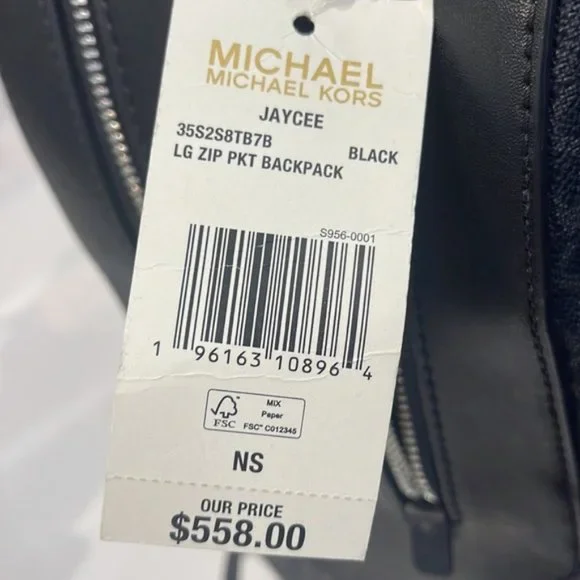 MICHAEL
MICHAEL KORS
JAYCEE
35S2S8TB7B
LG ZIP PKT BACKPACK BLACK
S956-0001
1 96163 10896 4
FSC
MIX
Paper
FSC® C012345
NS
OUR PRICE
$558.00